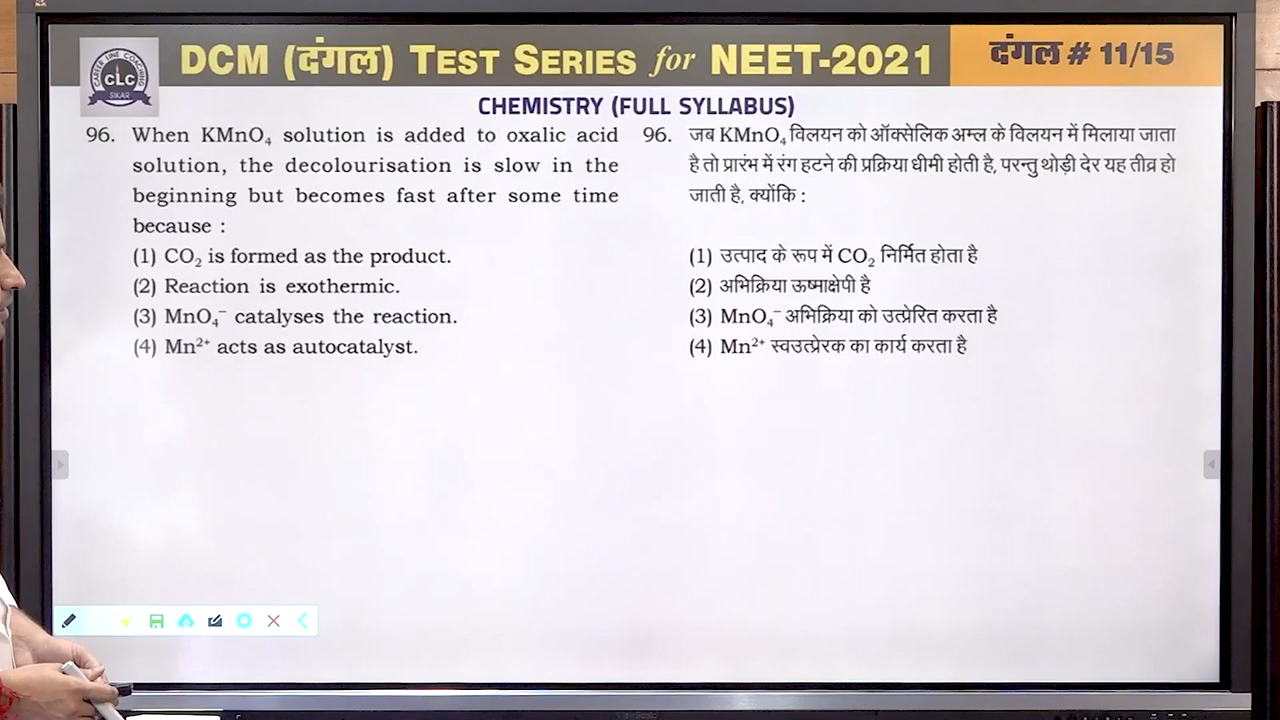 DCM (दंगल) TEST SERIES for NEET-2021
दंगल # 11/15
CAREER LINE COACHING
CLC
SIKAR
CHEMISTRY (FULL SYLLABUS)
96. When KMnO₄ solution is added to oxalic acid
solution, the decolourisation is slow in the
beginning but becomes fast after some time
because :
(1) CO₂ is formed as the product.
(2) Reaction is exothermic.
(3) MnO₄⁻ catalyses the reaction.
(4) Mn²⁺ acts as autocatalyst.
96. जब KMnO₄ विलयन को ऑक्सेलिक अम्ल के विलयन में मिलाया जाता
है तो प्रारंभ में रंग हटने की प्रक्रिया धीमी होती है, परन्तु थोड़ी देर यह तीव्र हो
जाती है, क्योंकि :
(1) उत्पाद के रूप में CO₂ निर्मित होता है
(2) अभिक्रिया ऊष्माक्षेपी है
(3) MnO₄⁻ अभिक्रिया को उत्प्रेरित करता है
(4) Mn²⁺ स्वउत्प्रेरक का कार्य करता है